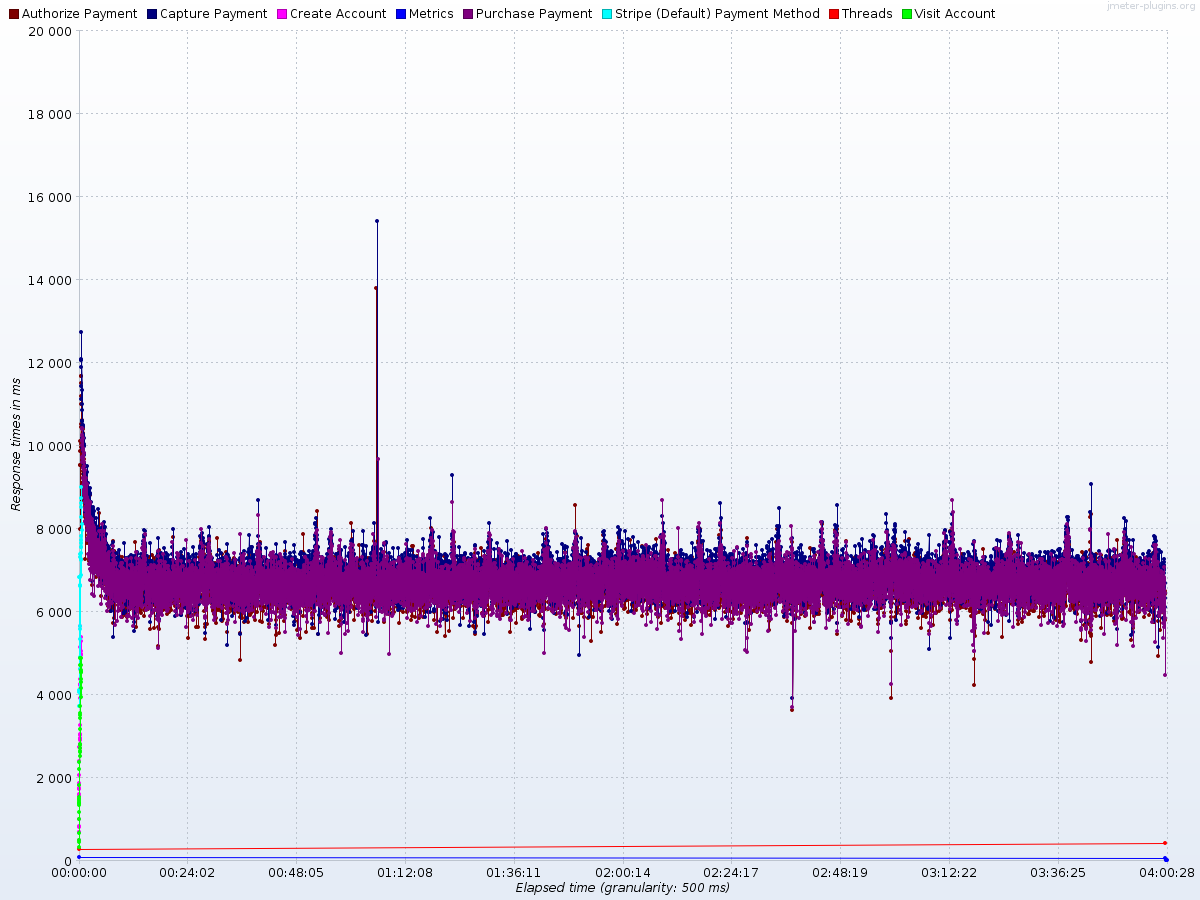 Authorize Payment Capture Payment Create Account Metrics Purchase Payment Stripe (Default) Payment Method Threads Visit Account
jmeter-plugins.org
20 000
18 000
16 000
14 000
12 000
10 000
8 000
6 000
4 000
2 000
0
Response times in ms
00:00:00 00:24:02 00:48:05 01:12:08 01:36:11 02:00:14 02:24:17 02:48:19 03:12:22 03:36:25 04:00:28
Elapsed time (granularity: 500 ms)